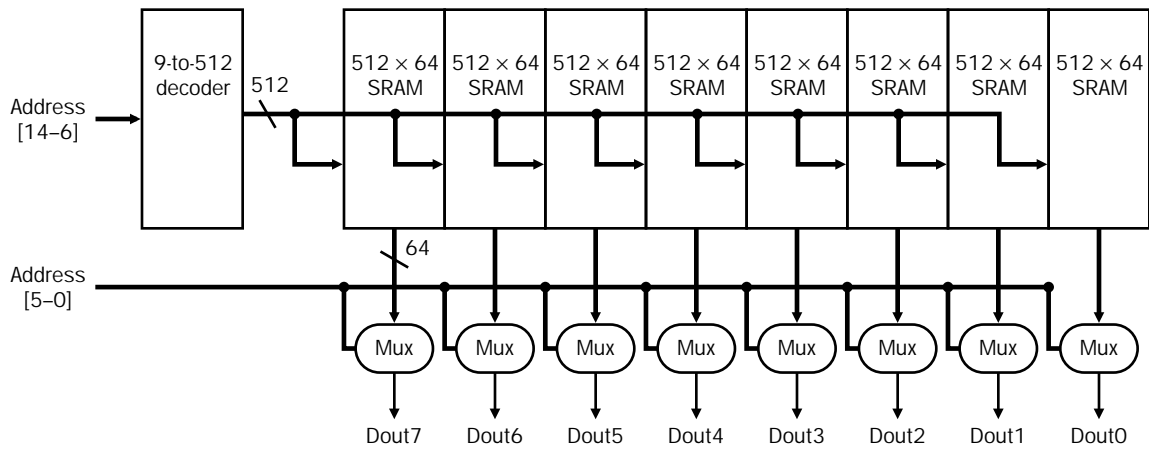 9-to-512
decoder
512
Address
[14–6]
512 × 64
SRAM
512 × 64
SRAM
512 × 64
SRAM
512 × 64
SRAM
512 × 64
SRAM
512 × 64
SRAM
512 × 64
SRAM
512 × 64
SRAM
64
Address
[5–0]
Mux
Mux
Mux
Mux
Mux
Mux
Mux
Mux
Dout7
Dout6
Dout5
Dout4
Dout3
Dout2
Dout1
Dout0